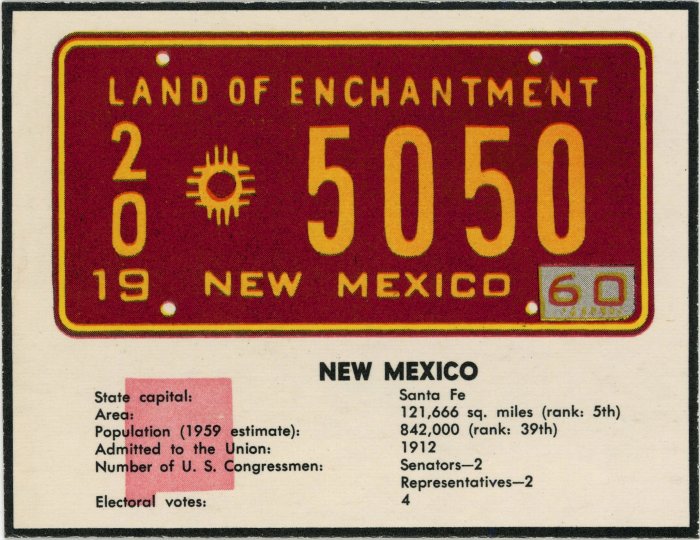 LAND OF ENCHANTMENT
20 5050
19 NEW MEXICO 60
NEW MEXICO
State capital: Santa Fe
Area: 121,666 sq. miles (rank: 5th)
Population (1959 estimate): 842,000 (rank: 39th)
Admitted to the Union: 1912
Number of U. S. Congressmen: Senators—2
Representatives—2
Electoral votes: 4